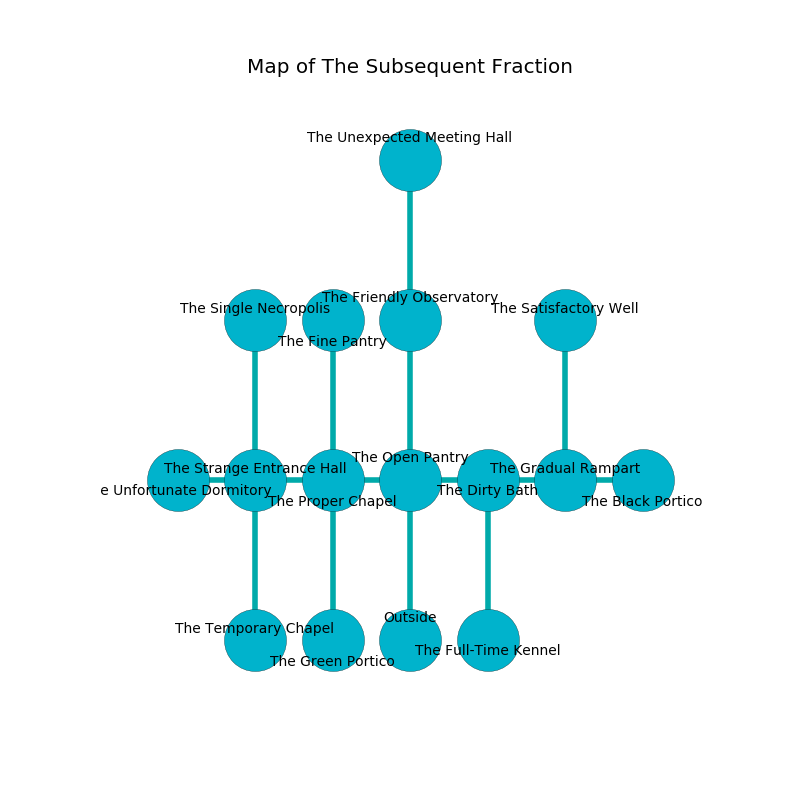 Map of The Subsequent Fraction
The Unexpected Meeting Hall
The Friendly Observatory
The Single Necropolis
The Satisfactory Well
The Fine Pantry
The Open Pantry
The Strange Entrance Hall
The Gradual Rampart
e Unfortunate Dormitory
The Dirty Bath
The Proper Chapel
The Black Portico
Outside
The Temporary Chapel
The Full-Time Kennel
The Green Portico